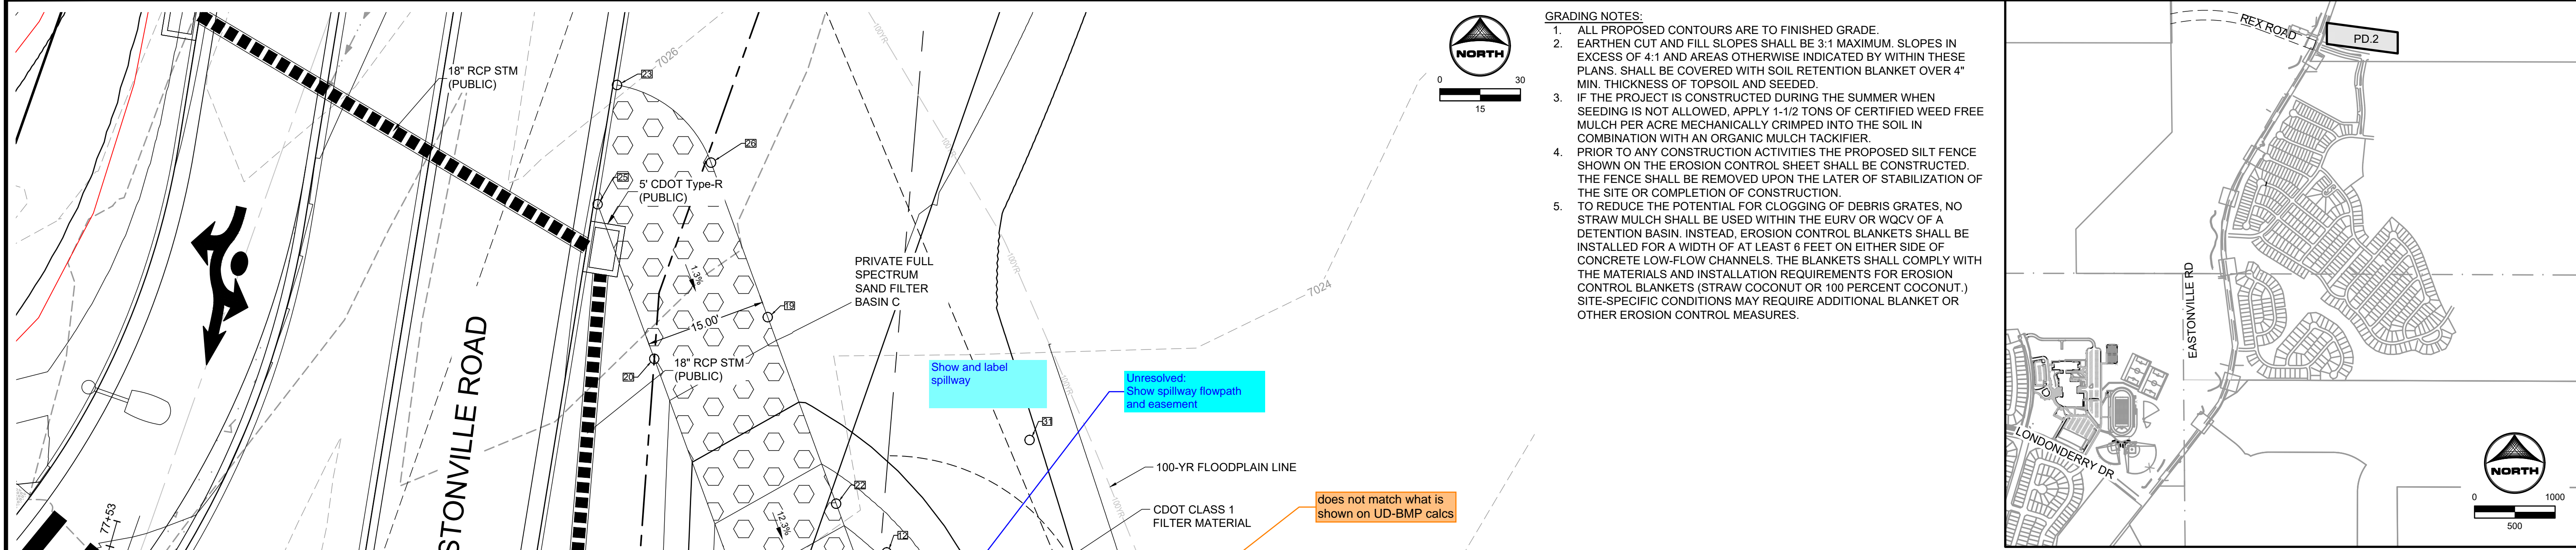 18" RCP STM
(PUBLIC)
7026
23
26
25
5' CDOT Type-R
(PUBLIC)
1.3%
19
15.00'
20
18" RCP STM
(PUBLIC)
PRIVATE FULL
SPECTRUM
SAND FILTER
BASIN C
STONVILLE ROAD
77+53
12.3%
22
12
31
100YR
100YR
100YR
100YR
100YR
7024
Show and label
spillway
Unresolved:
Show spillway flowpath
and easement
100-YR FLOODPLAIN LINE
CDOT CLASS 1
FILTER MATERIAL
does not match what is
shown on UD-BMP calcs
NORTH
0 30
15
GRADING NOTES:
1. ALL PROPOSED CONTOURS ARE TO FINISHED GRADE.
2. EARTHEN CUT AND FILL SLOPES SHALL BE 3:1 MAXIMUM. SLOPES IN
EXCESS OF 4:1 AND AREAS OTHERWISE INDICATED BY WITHIN THESE
PLANS. SHALL BE COVERED WITH SOIL RETENTION BLANKET OVER 4"
MIN. THICKNESS OF TOPSOIL AND SEEDED.
3. IF THE PROJECT IS CONSTRUCTED DURING THE SUMMER WHEN
SEEDING IS NOT ALLOWED, APPLY 1-1/2 TONS OF CERTIFIED WEED FREE
MULCH PER ACRE MECHANICALLY CRIMPED INTO THE SOIL IN
COMBINATION WITH AN ORGANIC MULCH TACKIFIER.
4. PRIOR TO ANY CONSTRUCTION ACTIVITIES THE PROPOSED SILT FENCE
SHOWN ON THE EROSION CONTROL SHEET SHALL BE CONSTRUCTED.
THE FENCE SHALL BE REMOVED UPON THE LATER OF STABILIZATION OF
THE SITE OR COMPLETION OF CONSTRUCTION.
5. TO REDUCE THE POTENTIAL FOR CLOGGING OF DEBRIS GRATES, NO
STRAW MULCH SHALL BE USED WITHIN THE EURV OR WQCV OF A
DETENTION BASIN. INSTEAD, EROSION CONTROL BLANKETS SHALL BE
INSTALLED FOR A WIDTH OF AT LEAST 6 FEET ON EITHER SIDE OF
CONCRETE LOW-FLOW CHANNELS. THE BLANKETS SHALL COMPLY WITH
THE MATERIALS AND INSTALLATION REQUIREMENTS FOR EROSION
CONTROL BLANKETS (STRAW COCONUT OR 100 PERCENT COCONUT.)
SITE-SPECIFIC CONDITIONS MAY REQUIRE ADDITIONAL BLANKET OR
OTHER EROSION CONTROL MEASURES.
REX ROAD
PD.2
EASTONVILLE RD
LONDONDERRY DR
NORTH
0 1000
500